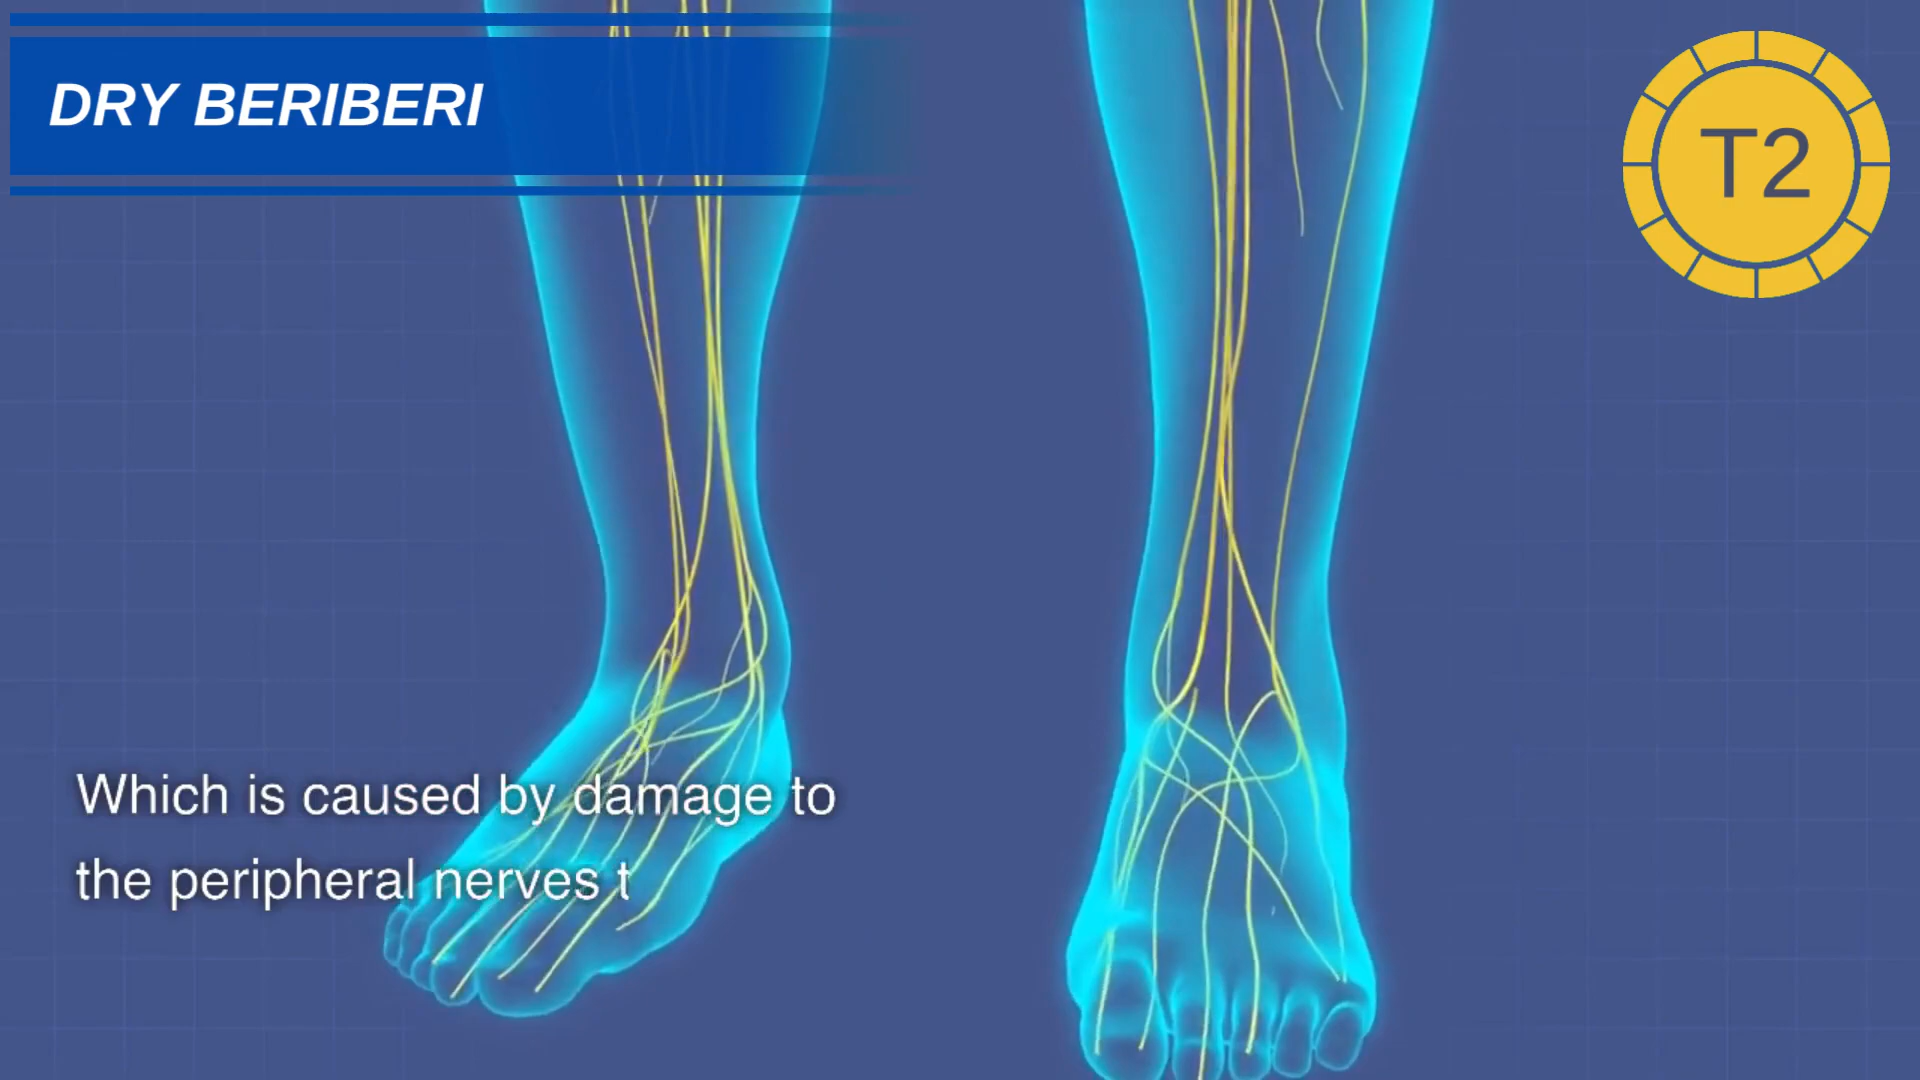 DRY BERIBERI
T2
Which is caused by damage to
the peripheral nerves t